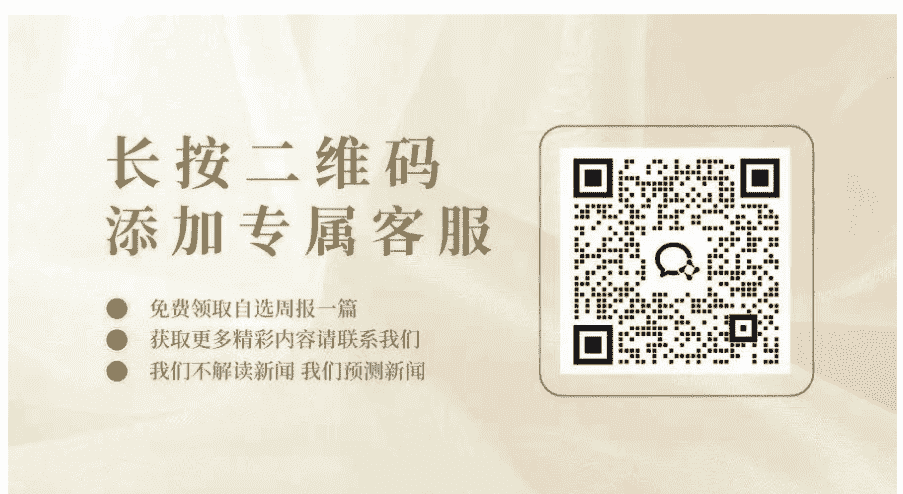 长按二维码
添加专属客服
免费领取自选周报一篇
获取更多精彩内容请联系我们
我们不解读新闻 我们预测新闻